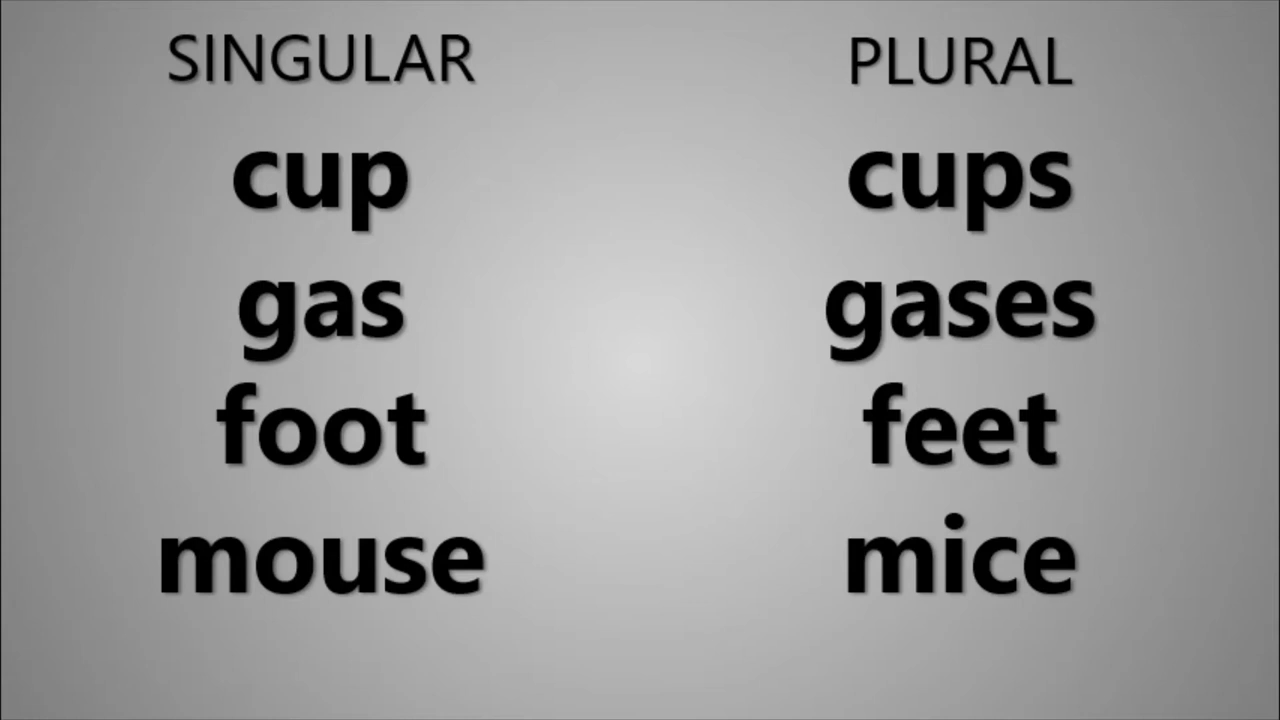 SINGULAR PLURAL
cup cups
gas gases
foot feet
mouse mice